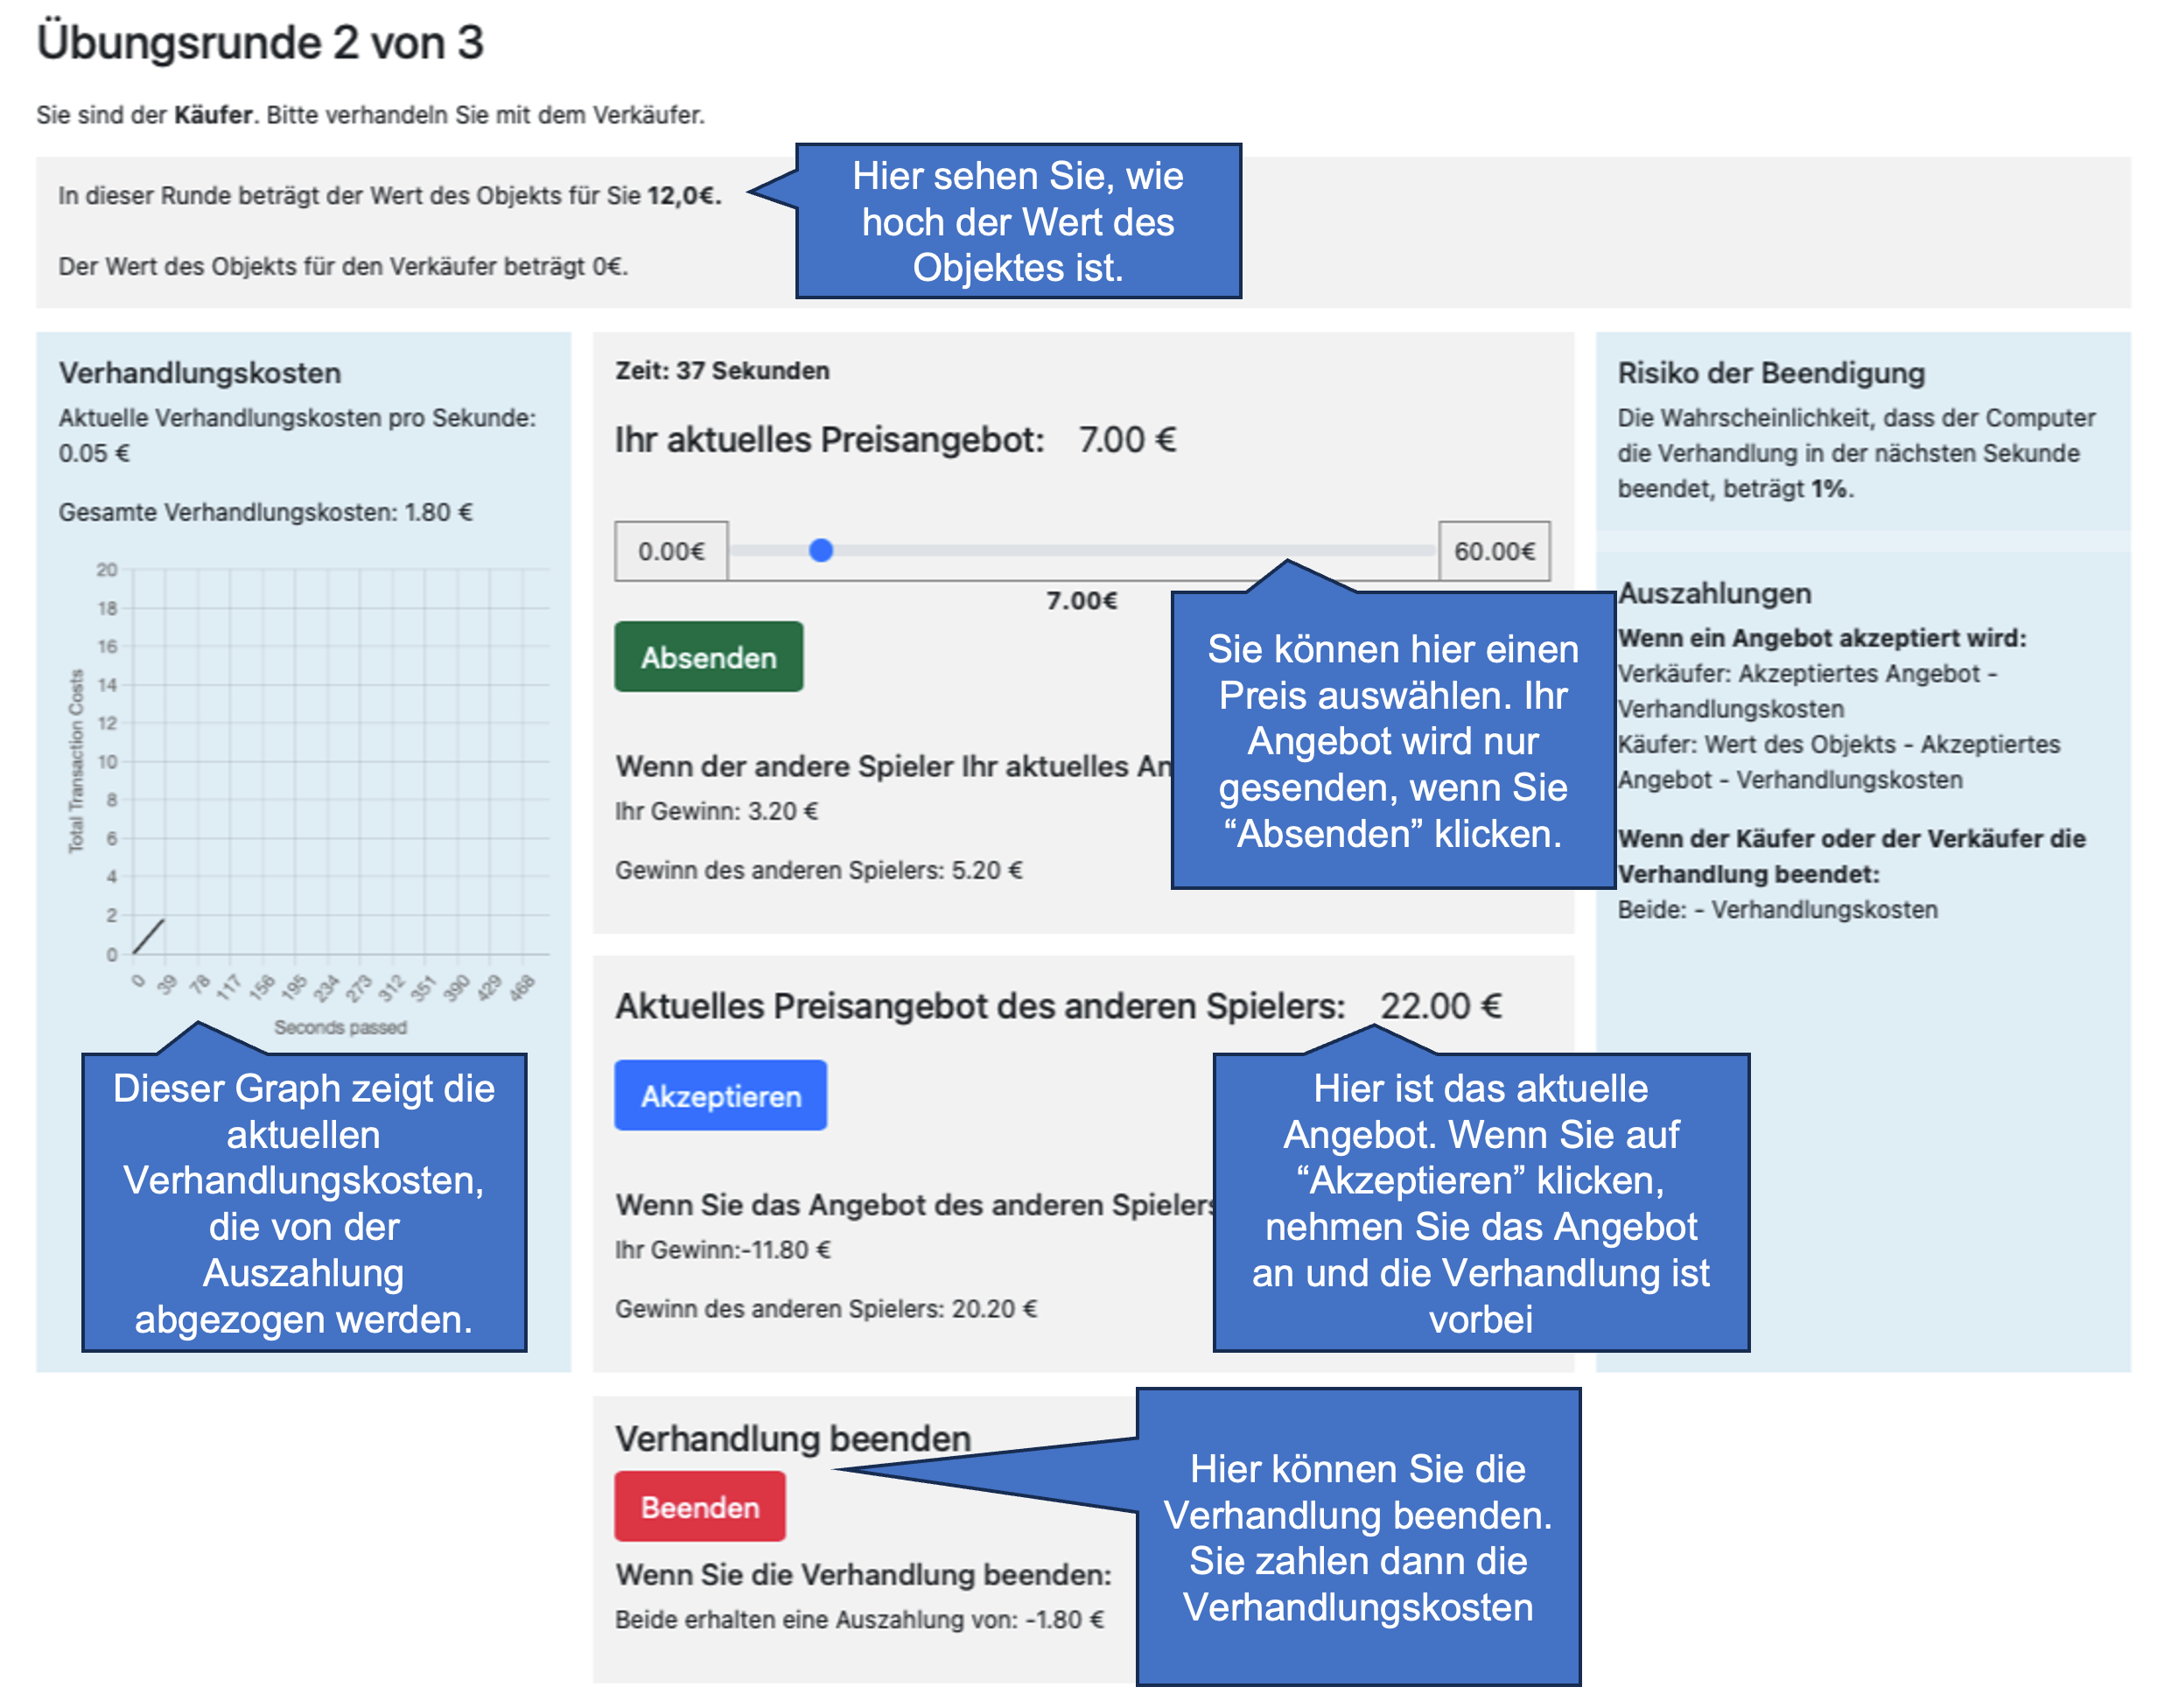 Übungsrunde 2 von 3
Sie sind der Käufer. Bitte verhandeln Sie mit dem Verkäufer.
In dieser Runde beträgt der Wert des Objekts für Sie 12,0€.
Der Wert des Objekts für den Verkäufer beträgt 0€.
Hier sehen Sie, wie
hoch der Wert des
Objektes ist.
Verhandlungskosten
Aktuelle Verhandlungskosten pro Sekunde:
0.05 €
Gesamte Verhandlungskosten: 1.80 €
20
18
16
14
12
10
8
6
4
2
0
Total Transaction Costs
0 39 78 117 156 195 234 273 312 351 390 429 468
Seconds passed
Dieser Graph zeigt die
aktuellen
Verhandlungskosten,
die von der
Auszahlung
abgezogen werden.
Zeit: 37 Sekunden
Ihr aktuelles Preisangebot: 7.00 €
0.00€
60.00€
7.00€
Absenden
Sie können hier einen
Preis auswählen. Ihr
Angebot wird nur
gesenden, wenn Sie
“Absenden” klicken.
Wenn der andere Spieler Ihr aktuelles An
Ihr Gewinn: 3.20 €
Gewinn des anderen Spielers: 5.20 €
Aktuelles Preisangebot des anderen Spielers: 22.00 €
Akzeptieren
Hier ist das aktuelle
Angebot. Wenn Sie auf
“Akzeptieren” klicken,
nehmen Sie das Angebot
an und die Verhandlung ist
vorbei
Wenn Sie das Angebot des anderen Spielers
Ihr Gewinn:-11.80 €
Gewinn des anderen Spielers: 20.20 €
Verhandlung beenden
Beenden
Wenn Sie die Verhandlung beenden:
Beide erhalten eine Auszahlung von: -1.80 €
Hier können Sie die
Verhandlung beenden.
Sie zahlen dann die
Verhandlungskosten
Risiko der Beendigung
Die Wahrscheinlichkeit, dass der Computer
die Verhandlung in der nächsten Sekunde
beendet, beträgt 1%.
Auszahlungen
Wenn ein Angebot akzeptiert wird:
Verkäufer: Akzeptiertes Angebot -
Verhandlungskosten
Käufer: Wert des Objekts - Akzeptiertes
Angebot - Verhandlungskosten
Wenn der Käufer oder der Verkäufer die
Verhandlung beendet:
Beide: - Verhandlungskosten